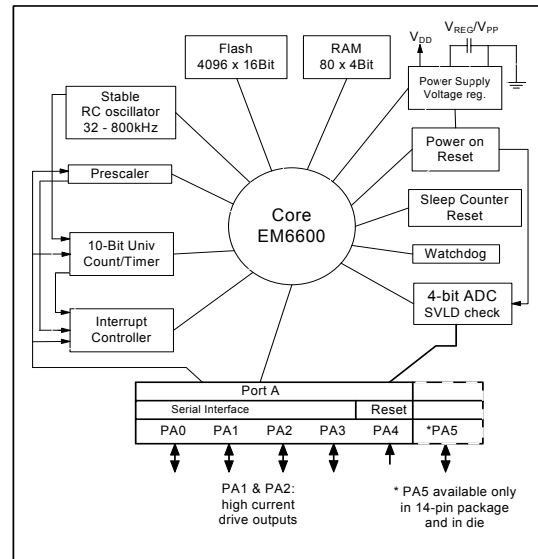 Flash
4096 x 16Bit
RAM
80 x 4Bit
VDD
VREG/VPP
Power Supply
Voltage reg.
Stable
RC oscillator
32 - 800kHz
Power on
Reset
Prescaler
Core
EM6600
Sleep Counter
Reset
10-Bit Univ
Count/Timer
Watchdog
4-bit ADC
SVLD check
Interrupt
Controller
Port A
Serial Interface
Reset
PA0 PA1 PA2 PA3 PA4 *PA5
PA1 & PA2:
high current
drive outputs
* PA5 available only
in 14-pin package
and in die